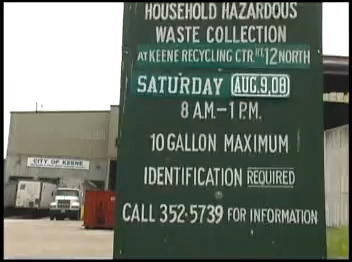 HOUSEHOLD HAZARDOUS
WASTE COLLECTION
AT KEENE RECYCLING CTR. RT. 12 NORTH
SATURDAY AUG. 9, 08
8 A.M.-1 P.M.
10 GALLON MAXIMUM
IDENTIFICATION REQUIRED
CALL 352-5739 FOR INFORMATION
CITY OF KEENE